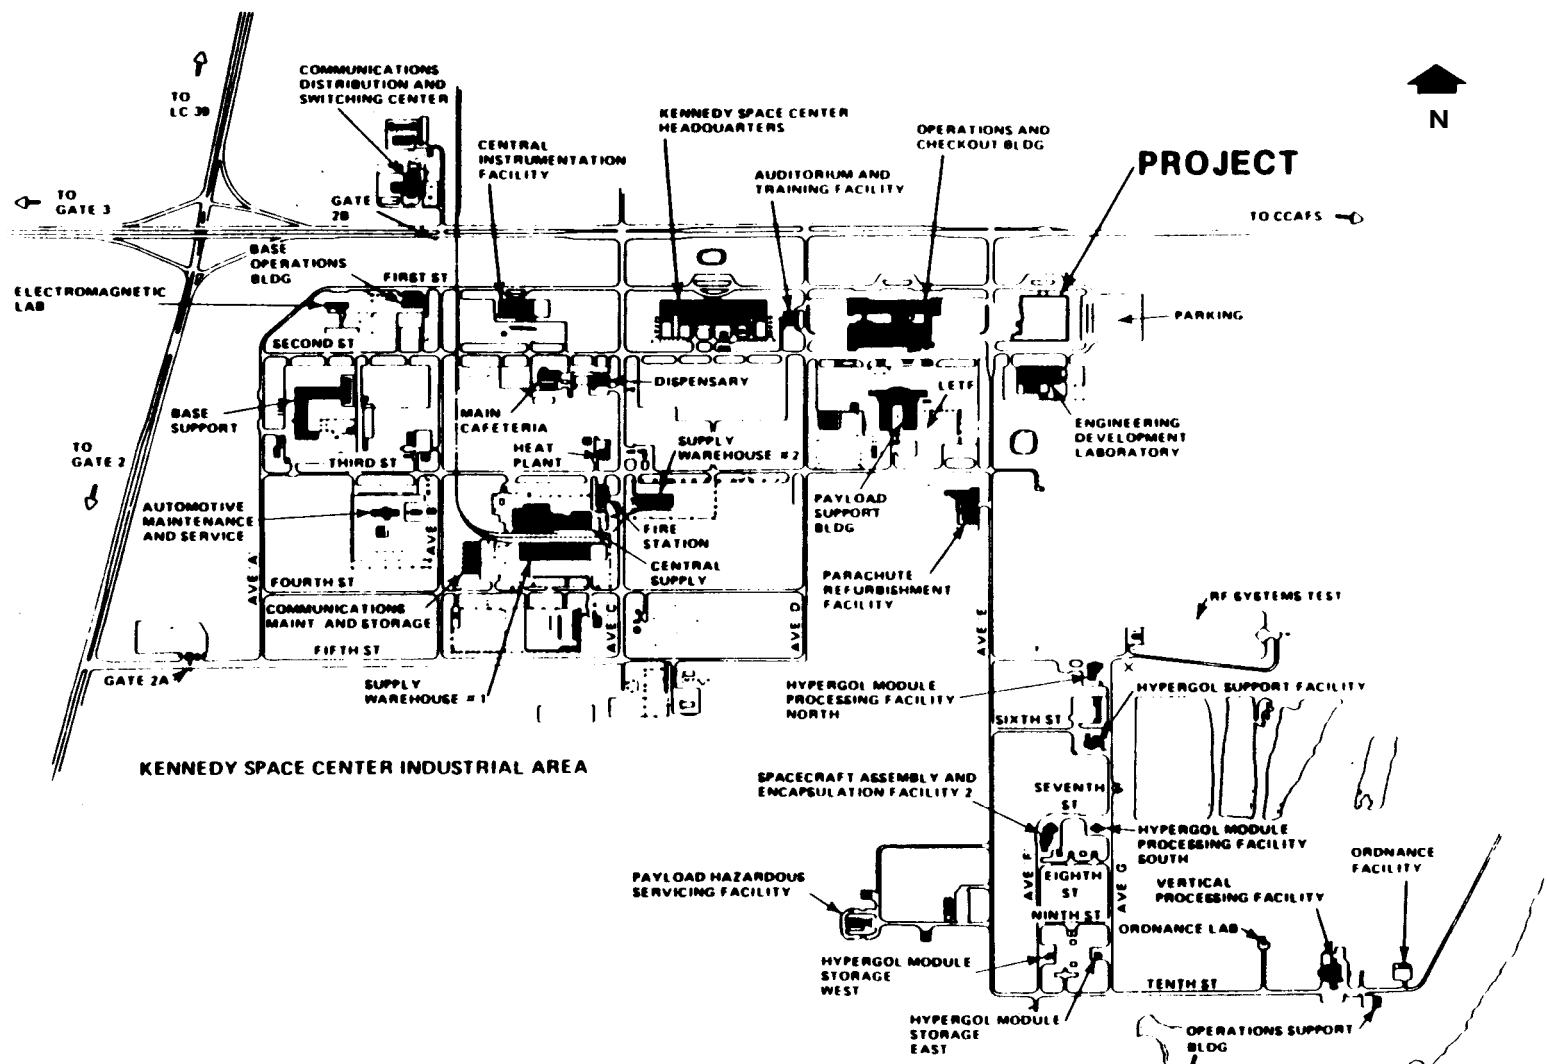 COMMUNICATIONS
DISTRIBUTION AND
SWITCHING CENTER
TO
LC 39
KENNEDY SPACE CENTER
HEADQUARTERS
OPERATIONS AND
CHECKOUT BLDG
N
CENTRAL
INSTRUMENTATION
FACILITY
PROJECT
AUDITORIUM AND
TRAINING FACILITY
TO
GATE 3
GATE
2B
TO CCAFS
BASE
OPERATIONS
BLDG
FIRST ST
ELECTROMAGNETIC
LAB
PARKING
SECOND ST
DISPENSARY
LETF
BASE
SUPPORT
MAIN
CAFETERIA
ENGINEERING
DEVELOPMENT
LABORATORY
TO
GATE 2
HEAT
PLANT
SUPPLY
WAREHOUSE #2
THIRD ST
AUTOMOTIVE
MAINTENANCE
AND SERVICE
PAYLOAD
SUPPORT
BLDG
FIRE
STATION
AVE B
CENTRAL
SUPPLY
AVE A
FOURTH ST
PARACHUTE
REFURBISHMENT
FACILITY
RF SYSTEMS TEST
COMMUNICATIONS
MAINT AND STORAGE
AVE C
AVE D
AVE E
FIFTH ST
GATE 2A
SUPPLY
WAREHOUSE #1
HYPERGOL MODULE
PROCESSING FACILITY
NORTH
HYPERGOL SUPPORT FACILITY
SIXTH ST
KENNEDY SPACE CENTER INDUSTRIAL AREA
SPACECRAFT ASSEMBLY AND
ENCAPSULATION FACILITY 2
SEVENTH
ST
HYPERGOL MODULE
PROCESSING FACILITY
SOUTH
ORDNANCE
FACILITY
PAYLOAD HAZARDOUS
SERVICING FACILITY
AVE F
EIGHTH
ST
AVE G
VERTICAL
PROCESSING FACILITY
NINTH ST
ORDNANCE LAB
HYPERGOL MODULE
STORAGE
WEST
TENTH ST
HYPERGOL MODULE
STORAGE
EAST
OPERATIONS SUPPORT
BLDG